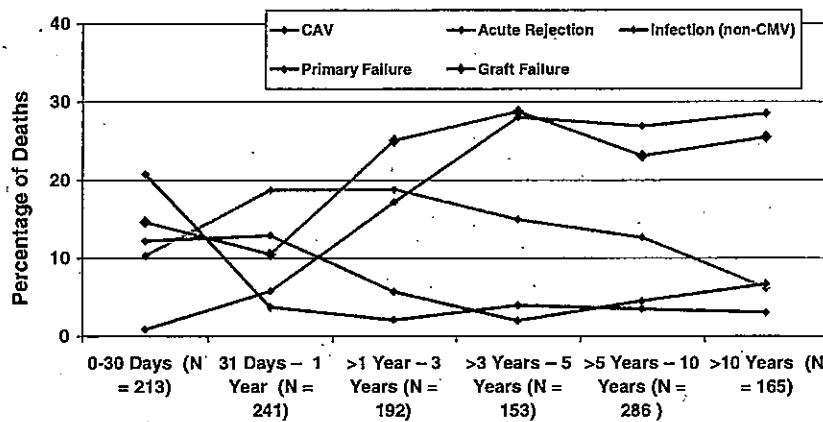 40
30
20
10
0
Percentage of Deaths
CAV
Acute Rejection
Infection (non-CMV)
Primary Failure
Graft Failure
0-30 Days (N
= 213)
31 Days – 1
Year (N =
241)
>1 Year – 3
Years (N =
192)
>3 Years – 5
Years (N =
153)
>5 Years – 10
Years (N =
286 )
>10 Years (N
= 165)